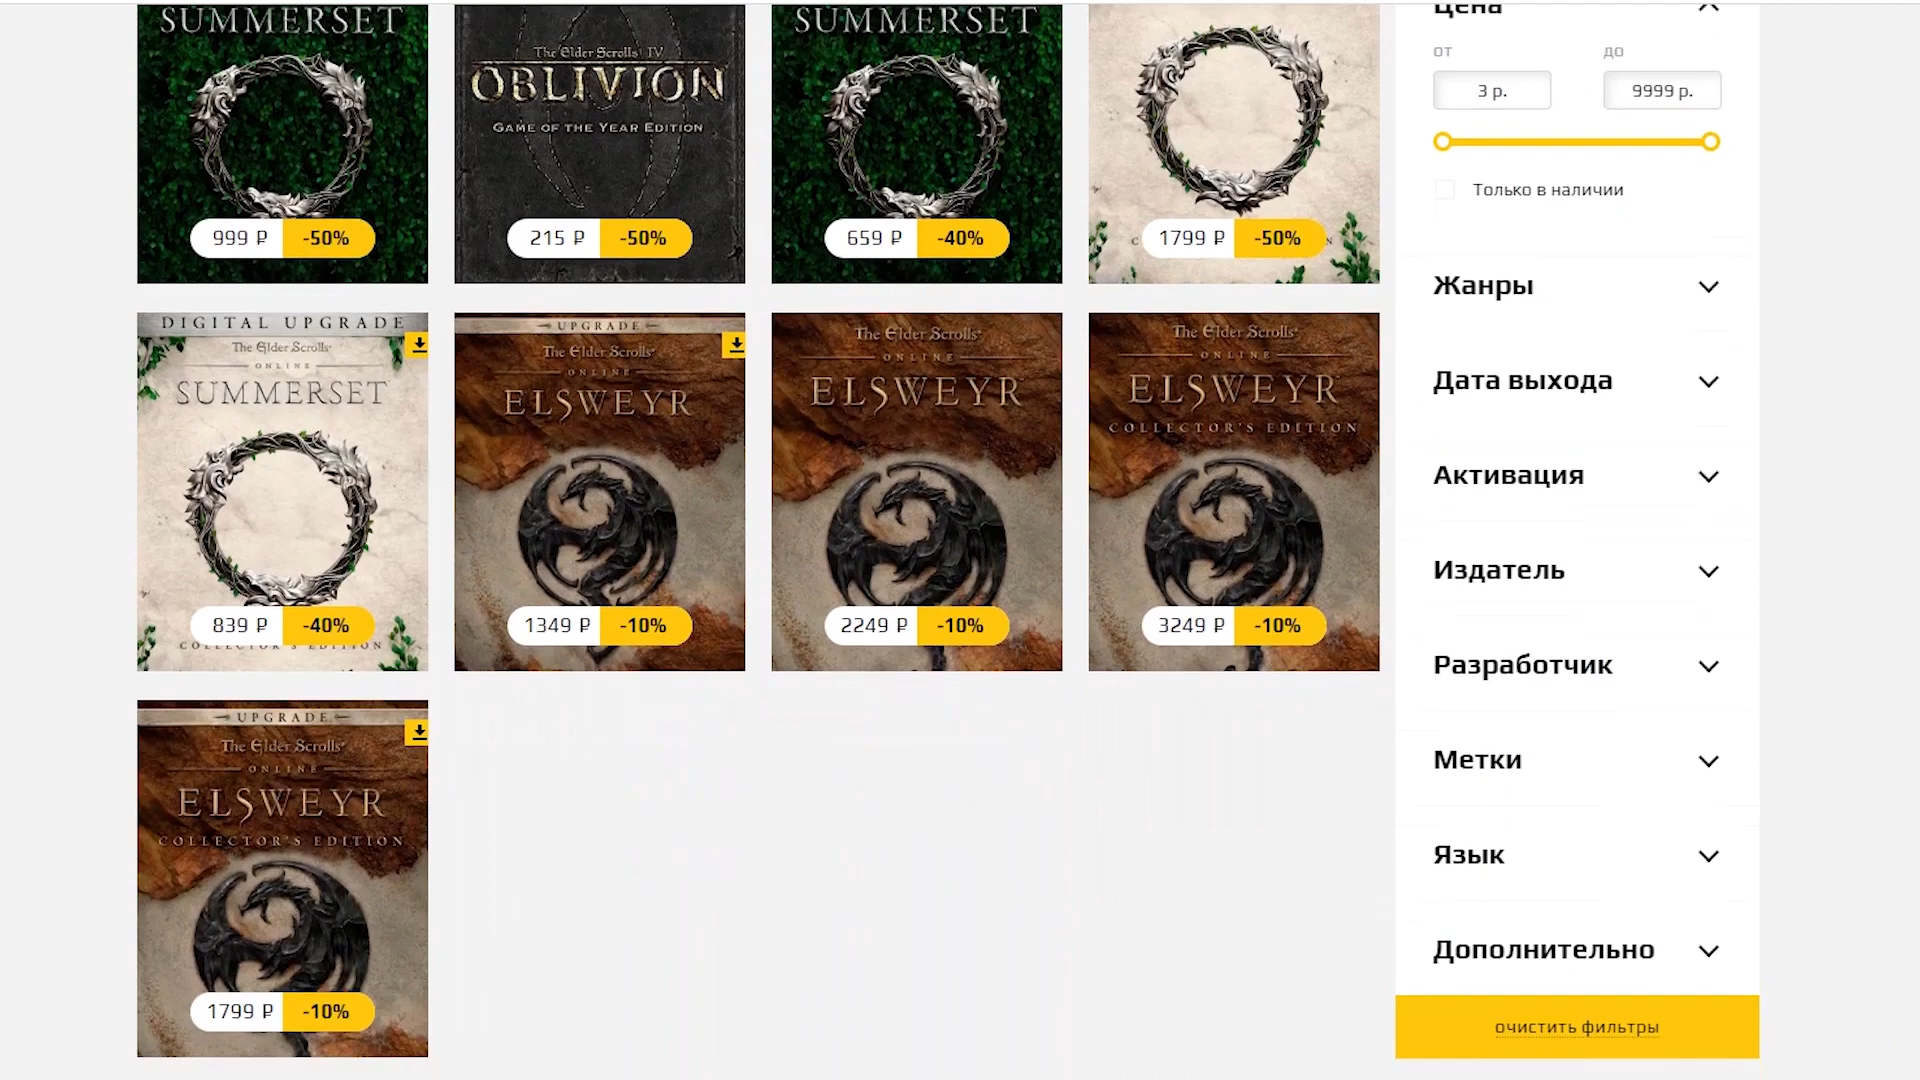 SUMMERSET
999 ₽ -50%
The Elder Scrolls IV
OBLIVION
GAME OF THE YEAR EDITION
215 ₽ -50%
SUMMERSET
659 ₽ -40%
1799 ₽ -50%
DIGITAL UPGRADE
The Elder Scrolls
ONLINE
SUMMERSET
839 ₽ -40%
COLLECTOR'S EDITION
UPGRADE
The Elder Scrolls
ONLINE
ELSWEYR
1349 ₽ -10%
The Elder Scrolls
ONLINE
ELSWEYR
2249 ₽ -10%
The Elder Scrolls
ONLINE
ELSWEYR
COLLECTOR'S EDITION
3249 ₽ -10%
UPGRADE
The Elder Scrolls
ONLINE
ELSWEYR
COLLECTOR'S EDITION
1799 ₽ -10%
Цена
от до
3 р. 9999 р.
Только в наличии
Жанры
Дата выхода
Активация
Издатель
Разработчик
Метки
Язык
Дополнительно
очистить фильтры